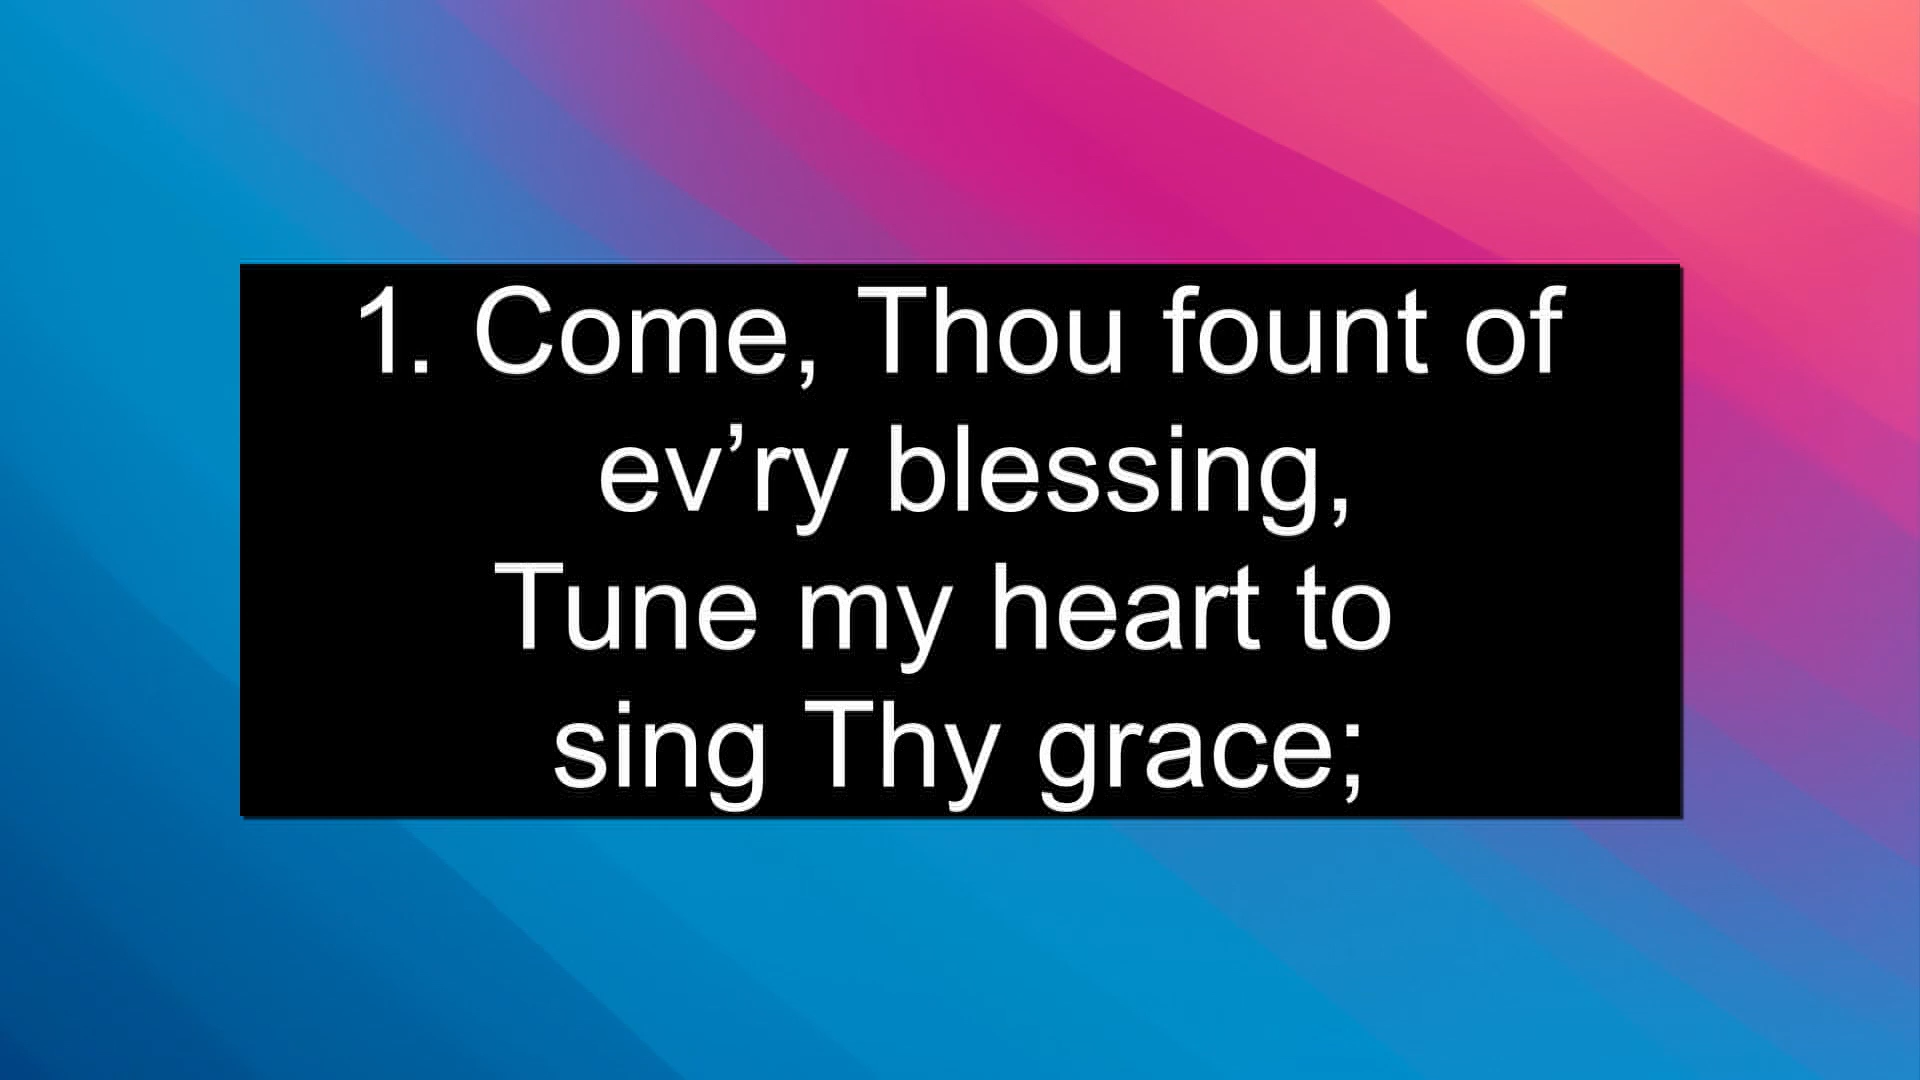 1. Come, Thou fount of
ev’ry blessing,
Tune my heart to
sing Thy grace;